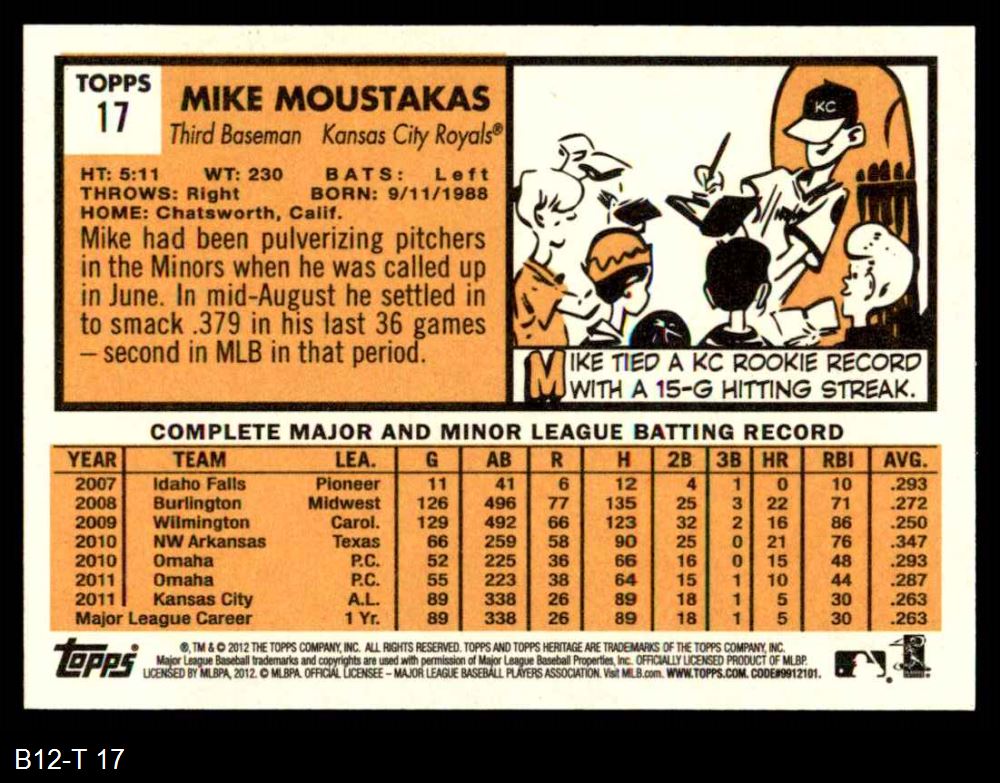 TOPPS
17
MIKE MOUSTAKAS
Third Baseman Kansas City Royals®
HT: 5:11 WT: 230 BATS: Left
THROWS: Right BORN: 9/11/1988
HOME: Chatsworth, Calif.
Mike had been pulverizing pitchers
in the Minors when he was called up
in June. In mid-August he settled in
to smack .379 in his last 36 games
– second in MLB in that period.
KC
MIKE TIED A KC ROOKIE RECORD
WITH A 15-G HITTING STREAK.
COMPLETE MAJOR AND MINOR LEAGUE BATTING RECORD
YEAR TEAM LEA. G AB R H 2B 3B HR RBI AVG.
2007 Idaho Falls Pioneer 11 41 6 12 4 1 0 10 .293
2008 Burlington Midwest 126 496 77 135 25 3 22 71 .272
2009 Wilmington Carol. 129 492 66 123 32 2 16 86 .250
2010 NW Arkansas Texas 66 259 58 90 25 0 21 76 .347
2010 Omaha P.C. 52 225 36 66 16 0 15 48 .293
2011 Omaha P.C. 55 223 38 64 15 1 10 44 .287
2011 Kansas City A.L. 89 338 26 89 18 1 5 30 .263
Major League Career 1 Yr. 89 338 26 89 18 1 5 30 .263
topps
®, TM & © 2012 THE TOPPS COMPANY, INC. ALL RIGHTS RESERVED. TOPPS AND TOPPS HERITAGE ARE TRADEMARKS OF THE TOPPS COMPANY, INC.
Major League Baseball trademarks and copyrights are used with permission of Major League Baseball Properties, Inc. OFFICIALLY LICENSED PRODUCT OF MLBP.
LICENSED BY MLBPA, 2012. © MLBPA. OFFICIAL LICENSEE – MAJOR LEAGUE BASEBALL PLAYERS ASSOCIATION. Visit MLB.com. WWW.TOPPS.COM. CODE#9912101.
B12-T 17